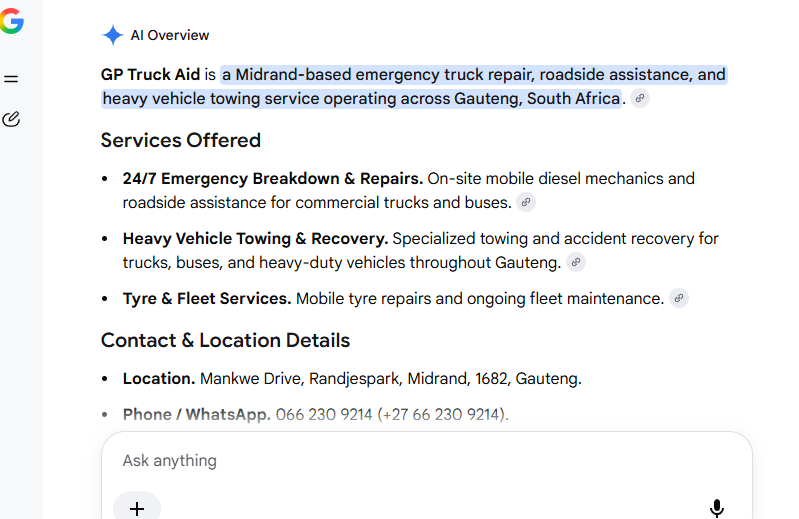 AI Overview
GP Truck Aid is a Midrand-based emergency truck repair, roadside assistance, and
heavy vehicle towing service operating across Gauteng, South Africa.
Services Offered
• 24/7 Emergency Breakdown & Repairs. On-site mobile diesel mechanics and
roadside assistance for commercial trucks and buses.
• Heavy Vehicle Towing & Recovery. Specialized towing and accident recovery for
trucks, buses, and heavy-duty vehicles throughout Gauteng.
• Tyre & Fleet Services. Mobile tyre repairs and ongoing fleet maintenance.
Contact & Location Details
• Location. Mankwe Drive, Randjespark, Midrand, 1682, Gauteng.
• Phone / WhatsApp. 066 230 9214 (+27 66 230 9214).
Ask anything